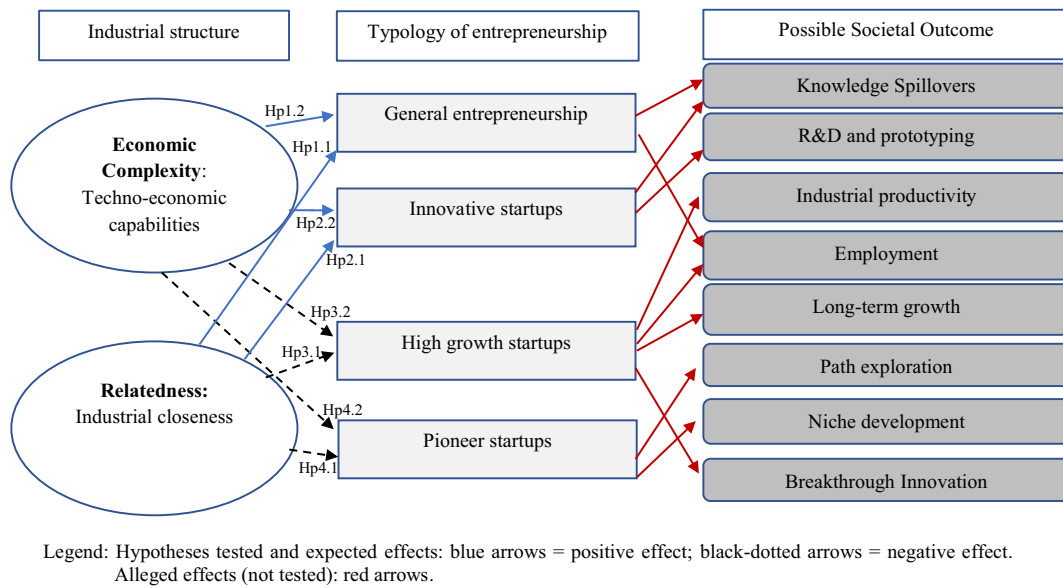 Industrial structure
Typology of entrepreneurship
Possible Societal Outcome
Economic
Complexity:
Techno-economic
capabilities
Relatedness:
Industrial closeness
Hp1.2
Hp1.1
Hp2.2
Hp2.1
Hp3.2
Hp3.1
Hp4.2
Hp4.1
General entrepreneurship
Innovative startups
High growth startups
Pioneer startups
Knowledge Spillovers
R&D and prototyping
Industrial productivity
Employment
Long-term growth
Path exploration
Niche development
Breakthrough Innovation
Legend: Hypotheses tested and expected effects: blue arrows = positive effect; black-dotted arrows = negative effect.
Alleged effects (not tested): red arrows.